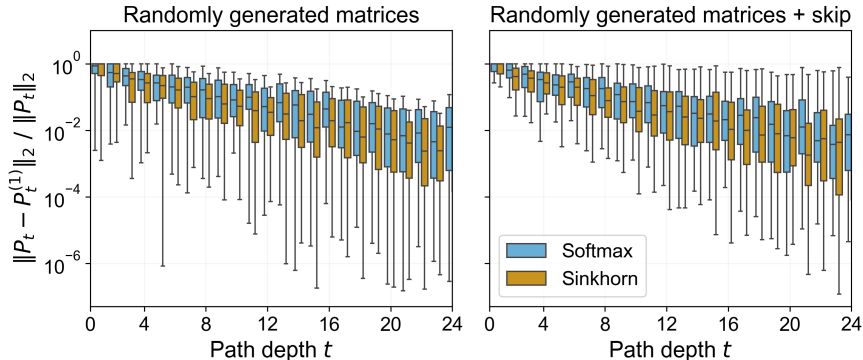 Randomly generated matrices
Randomly generated matrices + skip
‖P_t − P_t^(1)‖_2 / ‖P_t‖_2
10^0
10^−2
10^−4
10^−6
0 4 8 12 16 20 24
Path depth t
Softmax
Sinkhorn
0 4 8 12 16 20 24
Path depth t